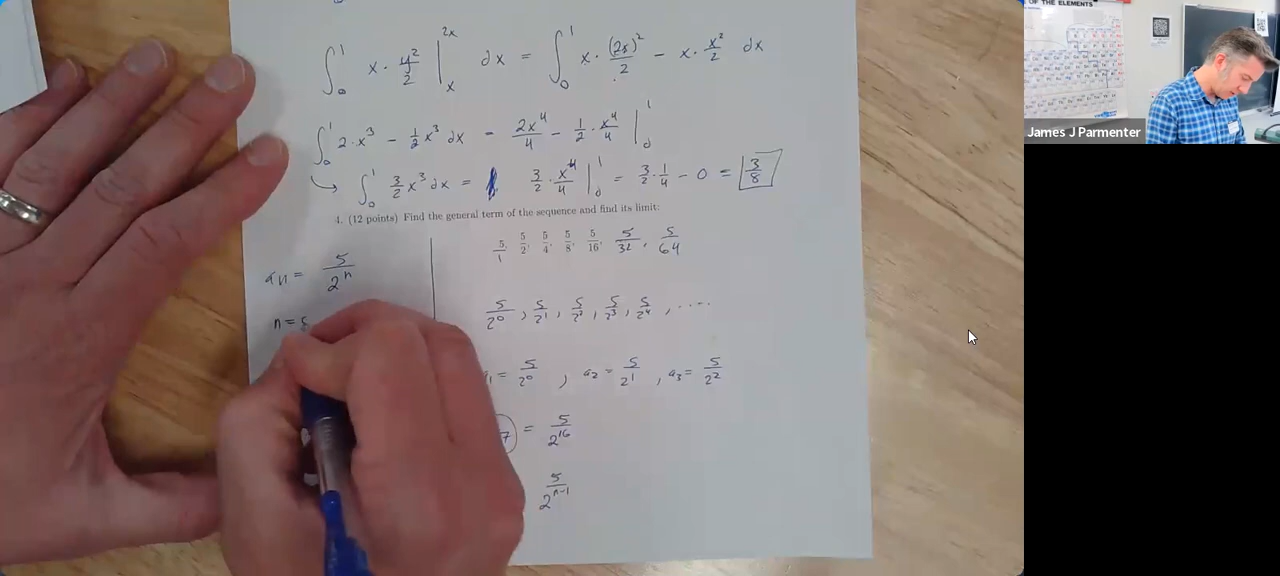 ∫₀¹ x · y²/2 |ₓ²ˣ dx = ∫₀¹ x · (2x)²/2 − x · x²/2 dx
∫₀¹ 2·x³ − ½x³ dx = 2x⁴/4 − ½ · x⁴/4 |₀¹
∫₀¹ 3/2 x³ dx = 3/2 · x⁴/4 |₀¹ = 3/2 · 1/4 − 0 = 3/8
4. (12 points) Find the general term of the sequence and find its limit:
5/1, 5/2, 5/4, 5/8, 5/16, 5/32, 5/64
aₙ = 5/2ⁿ
5/2⁰, 5/2¹, 5/2², 5/2³, 5/2⁴, ....
n=
= 5/2⁰, a₂ = 5/2¹, a₃ = 5/2²
= 5/2¹⁶
5/2ⁿ⁻¹
OF THE ELEMENTS
James J Parmenter